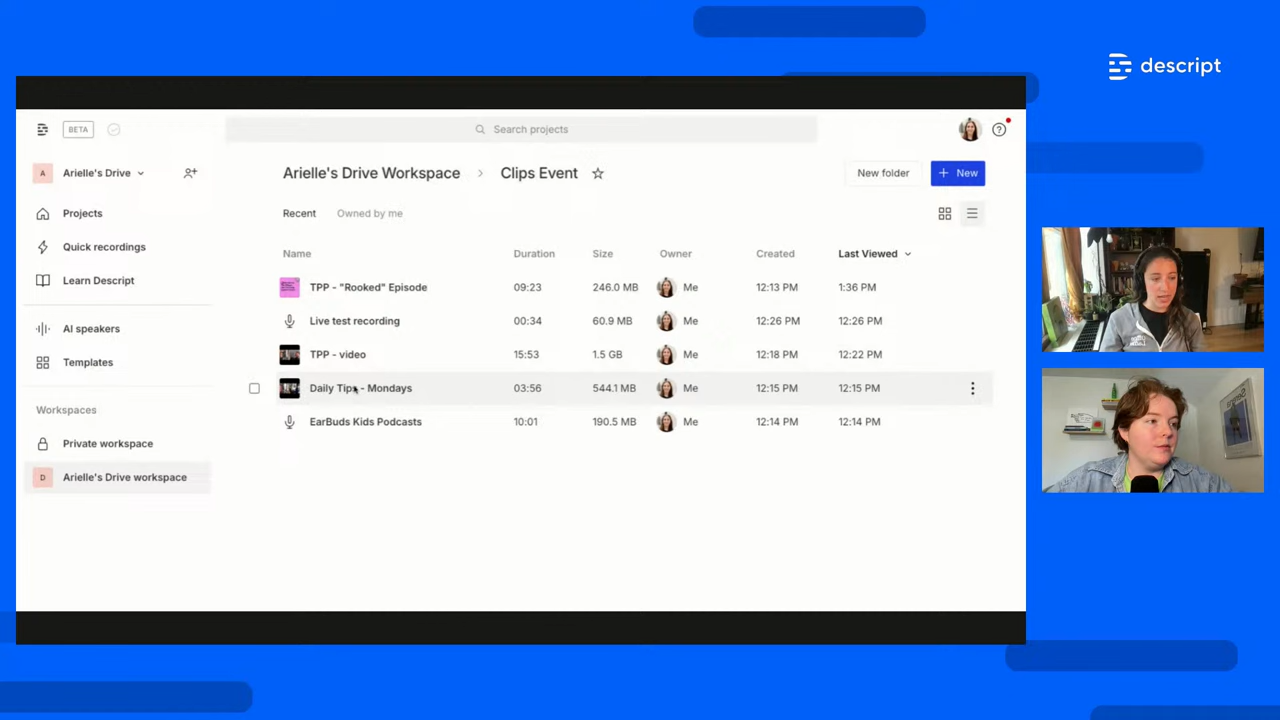 descript
BETA
Search projects
A Arielle's Drive
Arielle's Drive Workspace > Clips Event
New folder
+ New
Projects
Quick recordings
Learn Descript
AI speakers
Templates
Workspaces
Private workspace
D Arielle's Drive workspace
Recent Owned by me
Name Duration Size Owner Created Last Viewed
TPP - "Rooked" Episode 09:23 246.0 MB Me 12:13 PM 1:36 PM
Live test recording 00:34 60.9 MB Me 12:26 PM 12:26 PM
TPP - video 15:53 1.5 GB Me 12:18 PM 12:22 PM
Daily Tips - Mondays 03:56 544.1 MB Me 12:15 PM 12:15 PM
EarBuds Kids Podcasts 10:01 190.5 MB Me 12:14 PM 12:14 PM